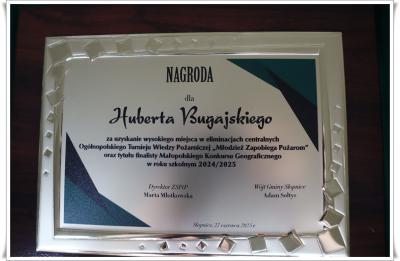 NAGRODA
dla
Huberta Bugajskiego
za uzyskanie wysokiego miejsca w eliminacjach centralnych
Ogólnopolskiego Turnieju Wiedzy Pożarniczej „Młodzież Zapobiega Pożarom”
oraz tytułu finalisty Małopolskiego Konkursu Geograficznego
w roku szkolnym 2024/2025
Dyrektor ZSPiP Wójt Gminy Słopnice
Marta Młotkowska Adam Sołtys
Słopnice, 27 czerwca 2025 r.